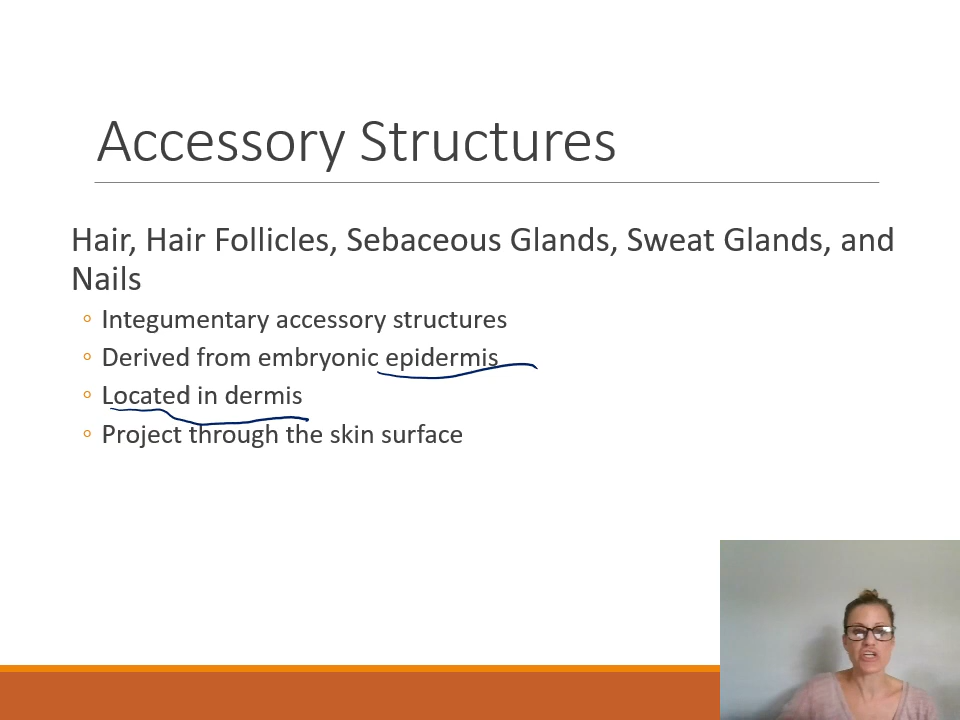 Accessory Structures
Hair, Hair Follicles, Sebaceous Glands, Sweat Glands, and
Nails
Integumentary accessory structures
Derived from embryonic epidermis
Located in dermis
Project through the skin surface